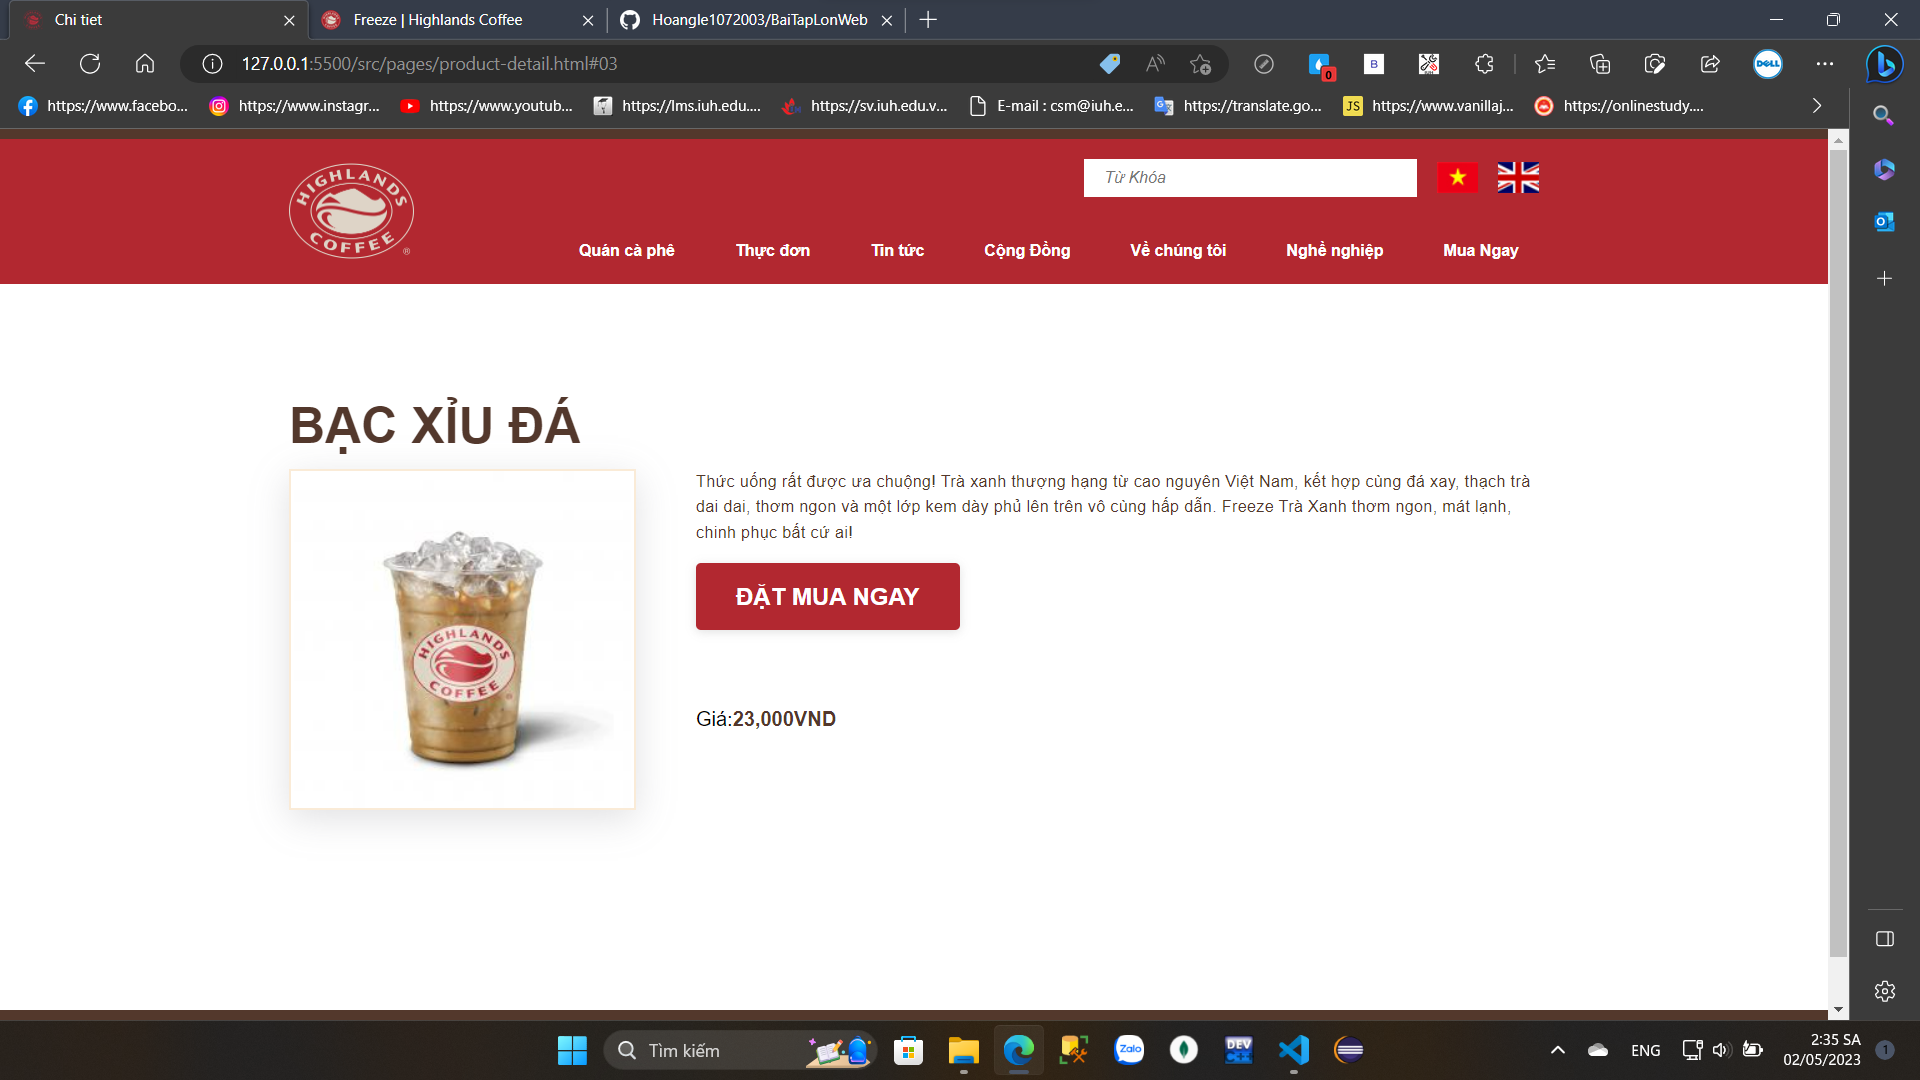 Chi tiet
Freeze | Highlands Coffee
Hoangle1072003/BaiTapLonWeb
127.0.0.1:5500/src/pages/product-detail.html#03
0
B
DELL
https://www.facebo...
https://www.instagr...
https://www.youtub...
https://lms.iuh.edu....
https://sv.iuh.edu.v...
E-mail : csm@iuh.e...
https://translate.go...
JS
https://www.vanillaj...
https://onlinestudy....
HIGHLANDS
COFFEE
®
Từ Khóa
Quán cà phê
Thực đơn
Tin tức
Cộng Đồng
Về chúng tôi
Nghề nghiệp
Mua Ngay
BẠC XỈU ĐÁ
HIGHLANDS
COFFEE
Thức uống rất được ưa chuộng! Trà xanh thượng hạng từ cao nguyên Việt Nam, kết hợp cùng đá xay, thạch trà
dai dai, thơm ngon và một lớp kem dày phủ lên trên vô cùng hấp dẫn. Freeze Trà Xanh thơm ngon, mát lạnh,
chinh phục bất cứ ai!
ĐẶT MUA NGAY
Giá:23,000VND
Tìm kiếm
Zalo
DEV
C++
ENG
2:35 SA
02/05/2023
1